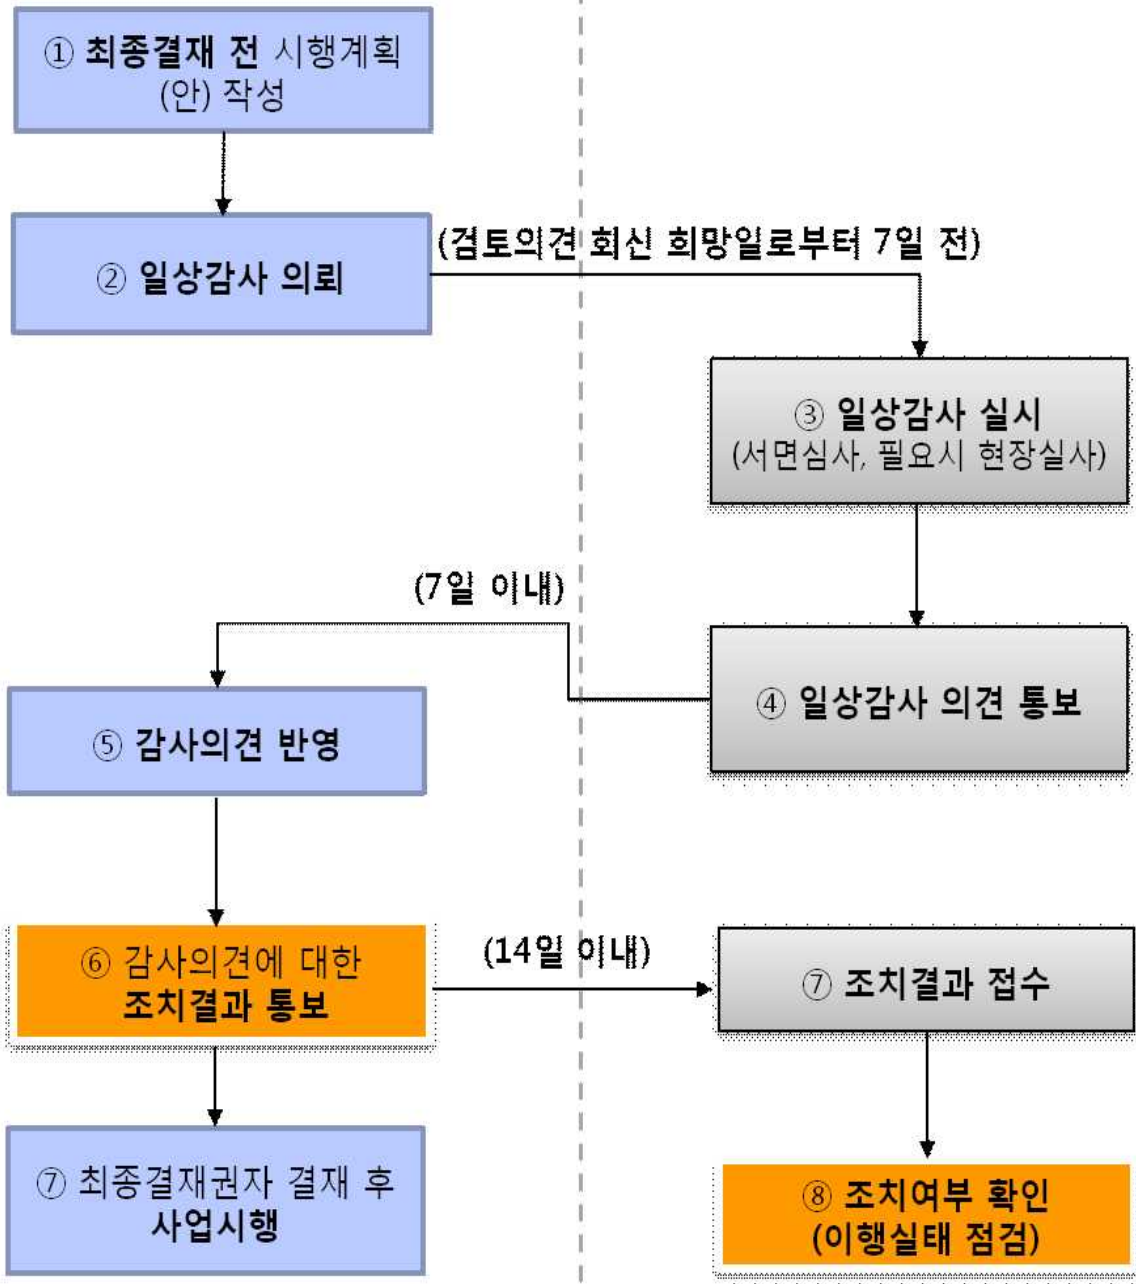 ① 최종결재 전 시행계획
(안) 작성
② 일상감사 의뢰
(검토의견 회신 희망일로부터 7일 전)
③ 일상감사 실시
(서면심사, 필요시 현장실사)
(7일 이내)
④ 일상감사 의견 통보
⑤ 감사의견 반영
⑥ 감사의견에 대한
조치결과 통보
(14일 이내)
⑦ 조치결과 접수
⑦ 최종결재권자 결재 후
사업시행
⑧ 조치여부 확인
(이행실태 점검)